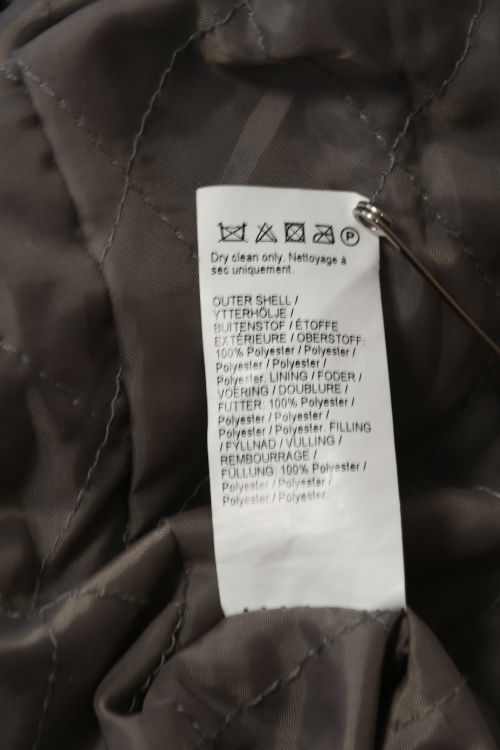 P
Dry clean only. Nettoyage à
sec uniquement.
OUTER SHELL /
YTTERHÖLJE /
BUITENSTOF / ÉTOFFE
EXTÉRIEURE / OBERSTOFF:
100% Polyester / Polyester /
Polyester / Polyester /
Polyester. LINING / FODER /
VOERING / DOUBLURE /
FUTTER: 100% Polyester /
Polyester / Polyester /
Polyester / Polyester. FILLING
/ FYLLNAD / VULLING /
REMBOURRAGE /
FÜLLUNG: 100% Polyester /
Polyester / Polyester /
Polyester / Polyester.